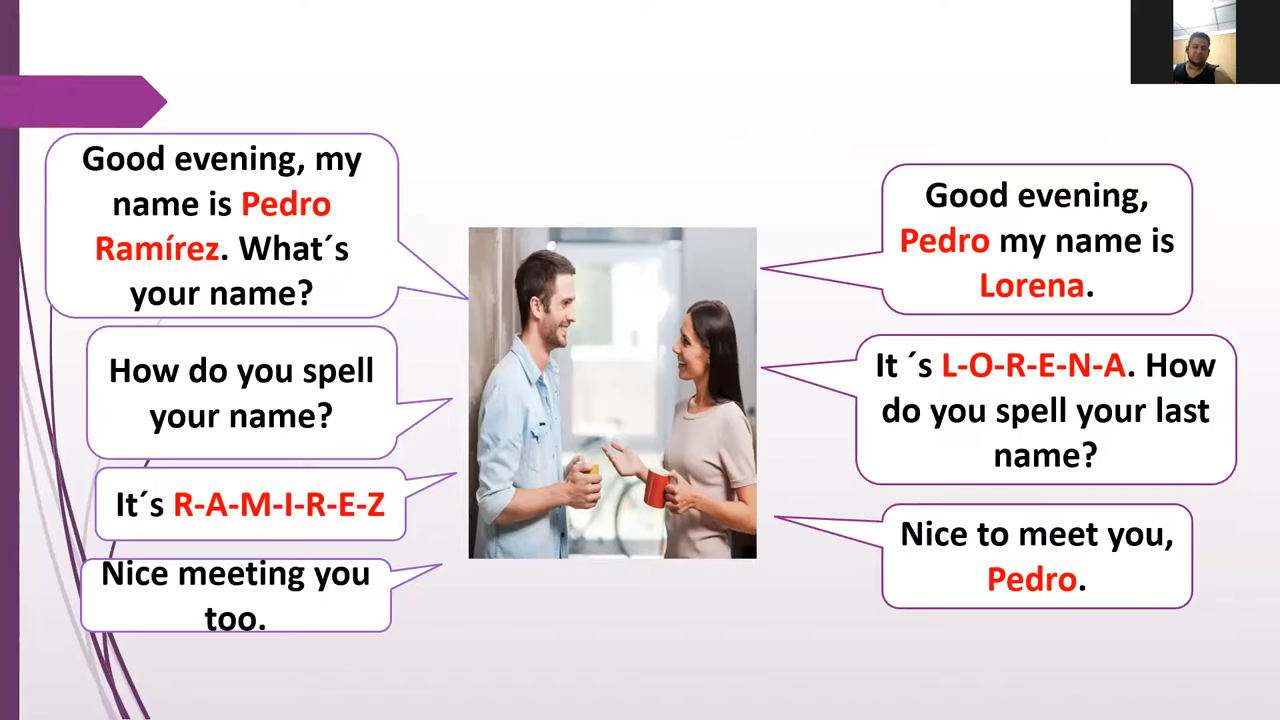 Good evening, my
name is Pedro
Ramírez. What´s
your name?
Good evening,
Pedro my name is
Lorena.
How do you spell
your name?
It ´s L-O-R-E-N-A. How
do you spell your last
name?
It´s R-A-M-I-R-E-Z
Nice to meet you,
Pedro.
Nice meeting you
too.